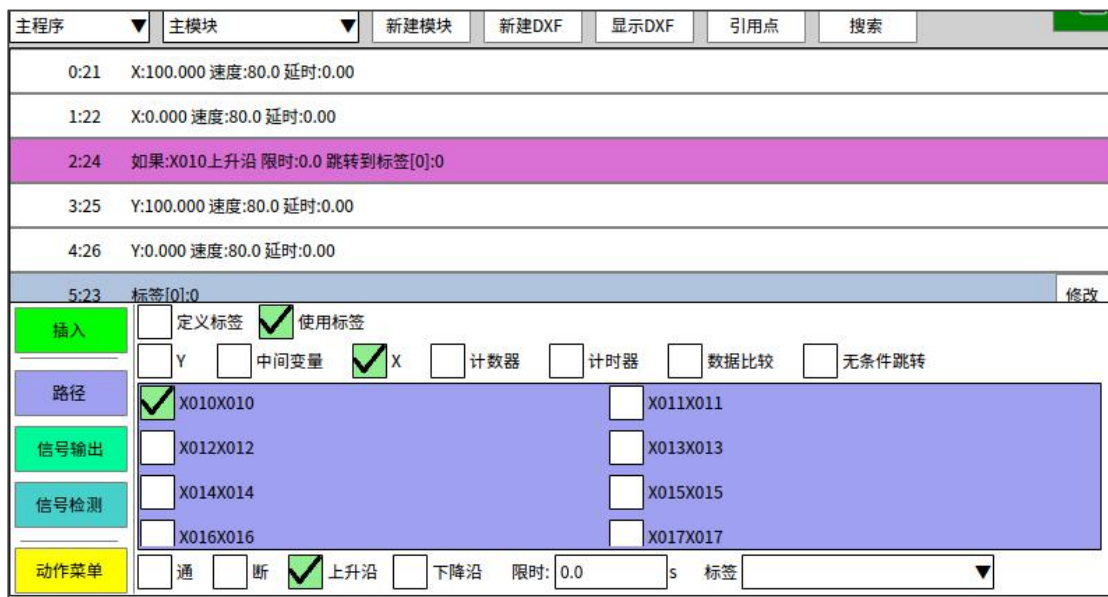 主程序 主模块 新建模块 新建DXF 显示DXF 引用点 搜索
0:21 X:100.000 速度:80.0 延时:0.00
1:22 X:0.000 速度:80.0 延时:0.00
2:24 如果:X010上升沿 限时:0.0 跳转到标签[0]:0
3:25 Y:100.000 速度:80.0 延时:0.00
4:26 Y:0.000 速度:80.0 延时:0.00
5:23 标签[0]:0 修改
插入 定义标签 使用标签
Y 中间变量 X 计数器 计时器 数据比较 无条件跳转
路径 X010X010 X011X011
信号输出 X012X012 X013X013
信号检测 X014X014 X015X015
X016X016 X017X017
动作菜单 通 断 上升沿 下降沿 限时: 0.0 s 标签